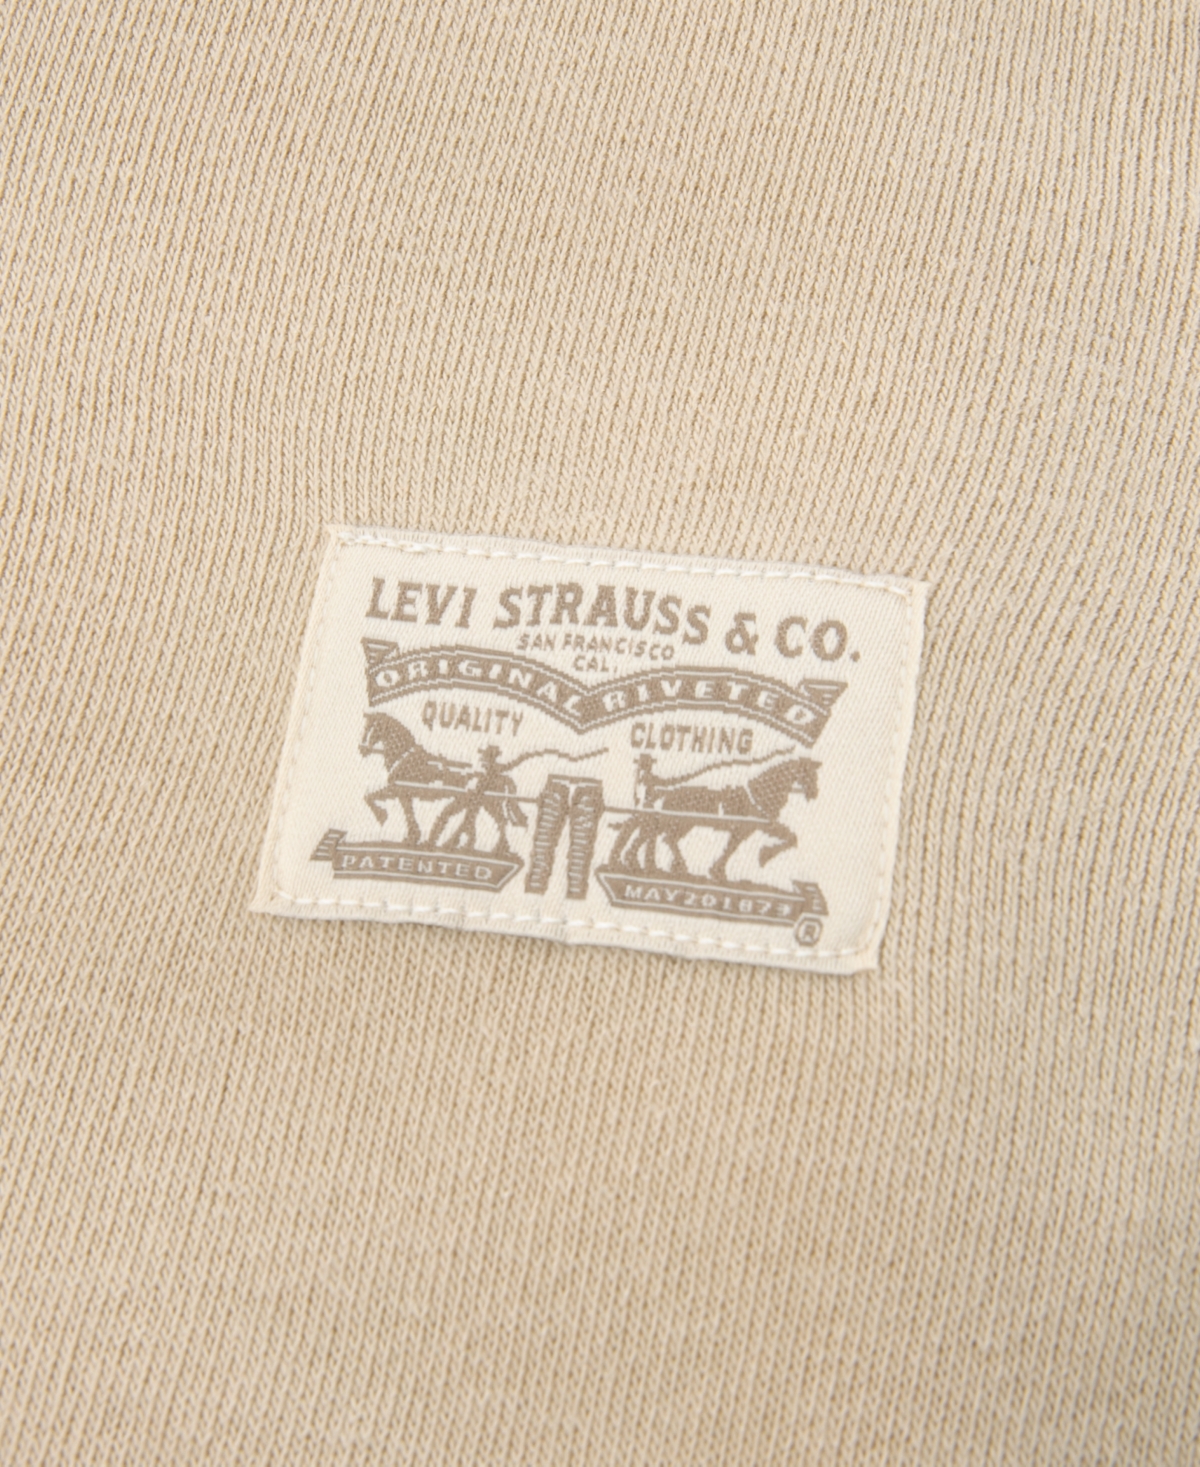 LEVI STRAUSS & CO.
SAN FRANCISCO
CAL.
ORIGINAL RIVETED
QUALITY CLOTHING
PATENTED
MAY 20 1873
®